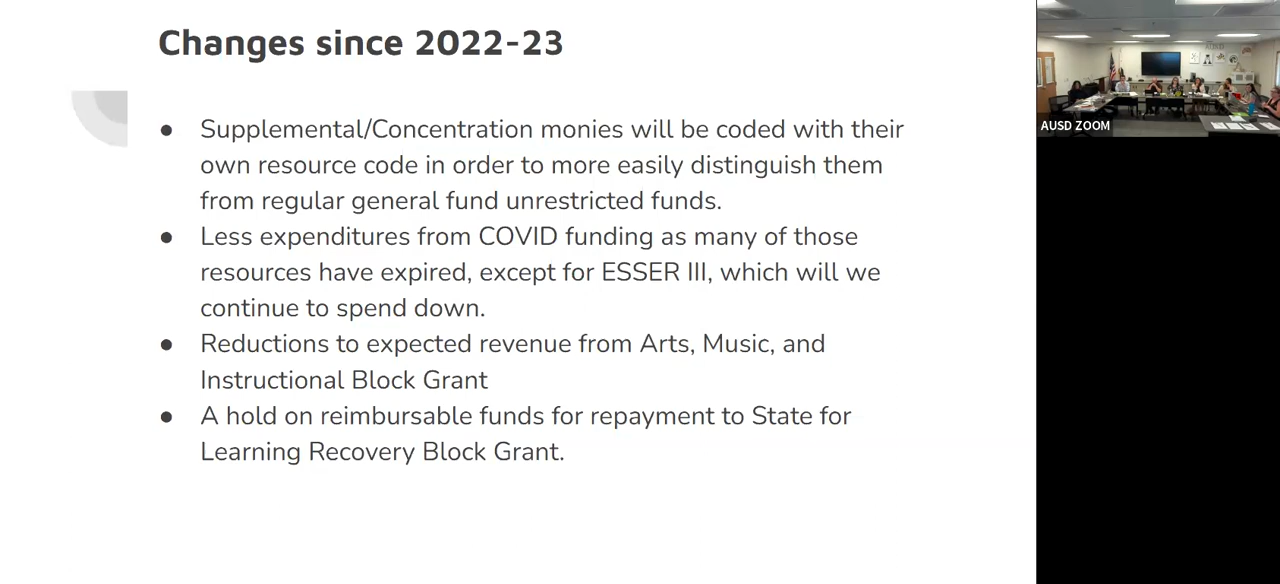 Changes since 2022-23
● Supplemental/Concentration monies will be coded with their
own resource code in order to more easily distinguish them
from regular general fund unrestricted funds.
● Less expenditures from COVID funding as many of those
resources have expired, except for ESSER III, which will we
continue to spend down.
● Reductions to expected revenue from Arts, Music, and
Instructional Block Grant
● A hold on reimbursable funds for repayment to State for
Learning Recovery Block Grant.
AUSD ZOOM